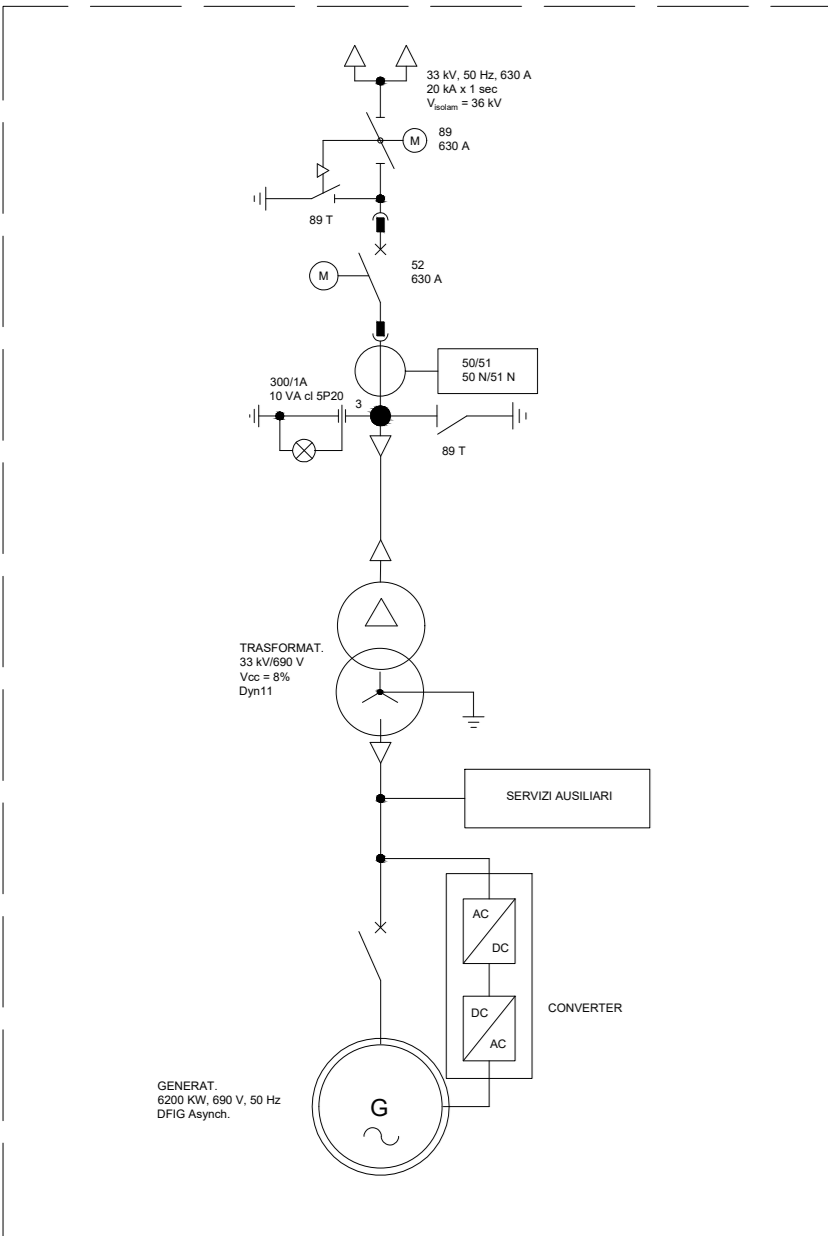 33 kV, 50 Hz, 630 A
20 kA x 1 sec
Visolam = 36 kV
M
89
630 A
89 T
M
52
630 A
50/51
50 N/51 N
300/1A
10 VA cl 5P20
3
89 T
TRASFORMAT.
33 kV/690 V
Vcc = 8%
Dyn11
SERVIZI AUSILIARI
AC
DC
DC
AC
CONVERTER
GENERAT.
6200 KW, 690 V, 50 Hz
DFIG Asynch.
G